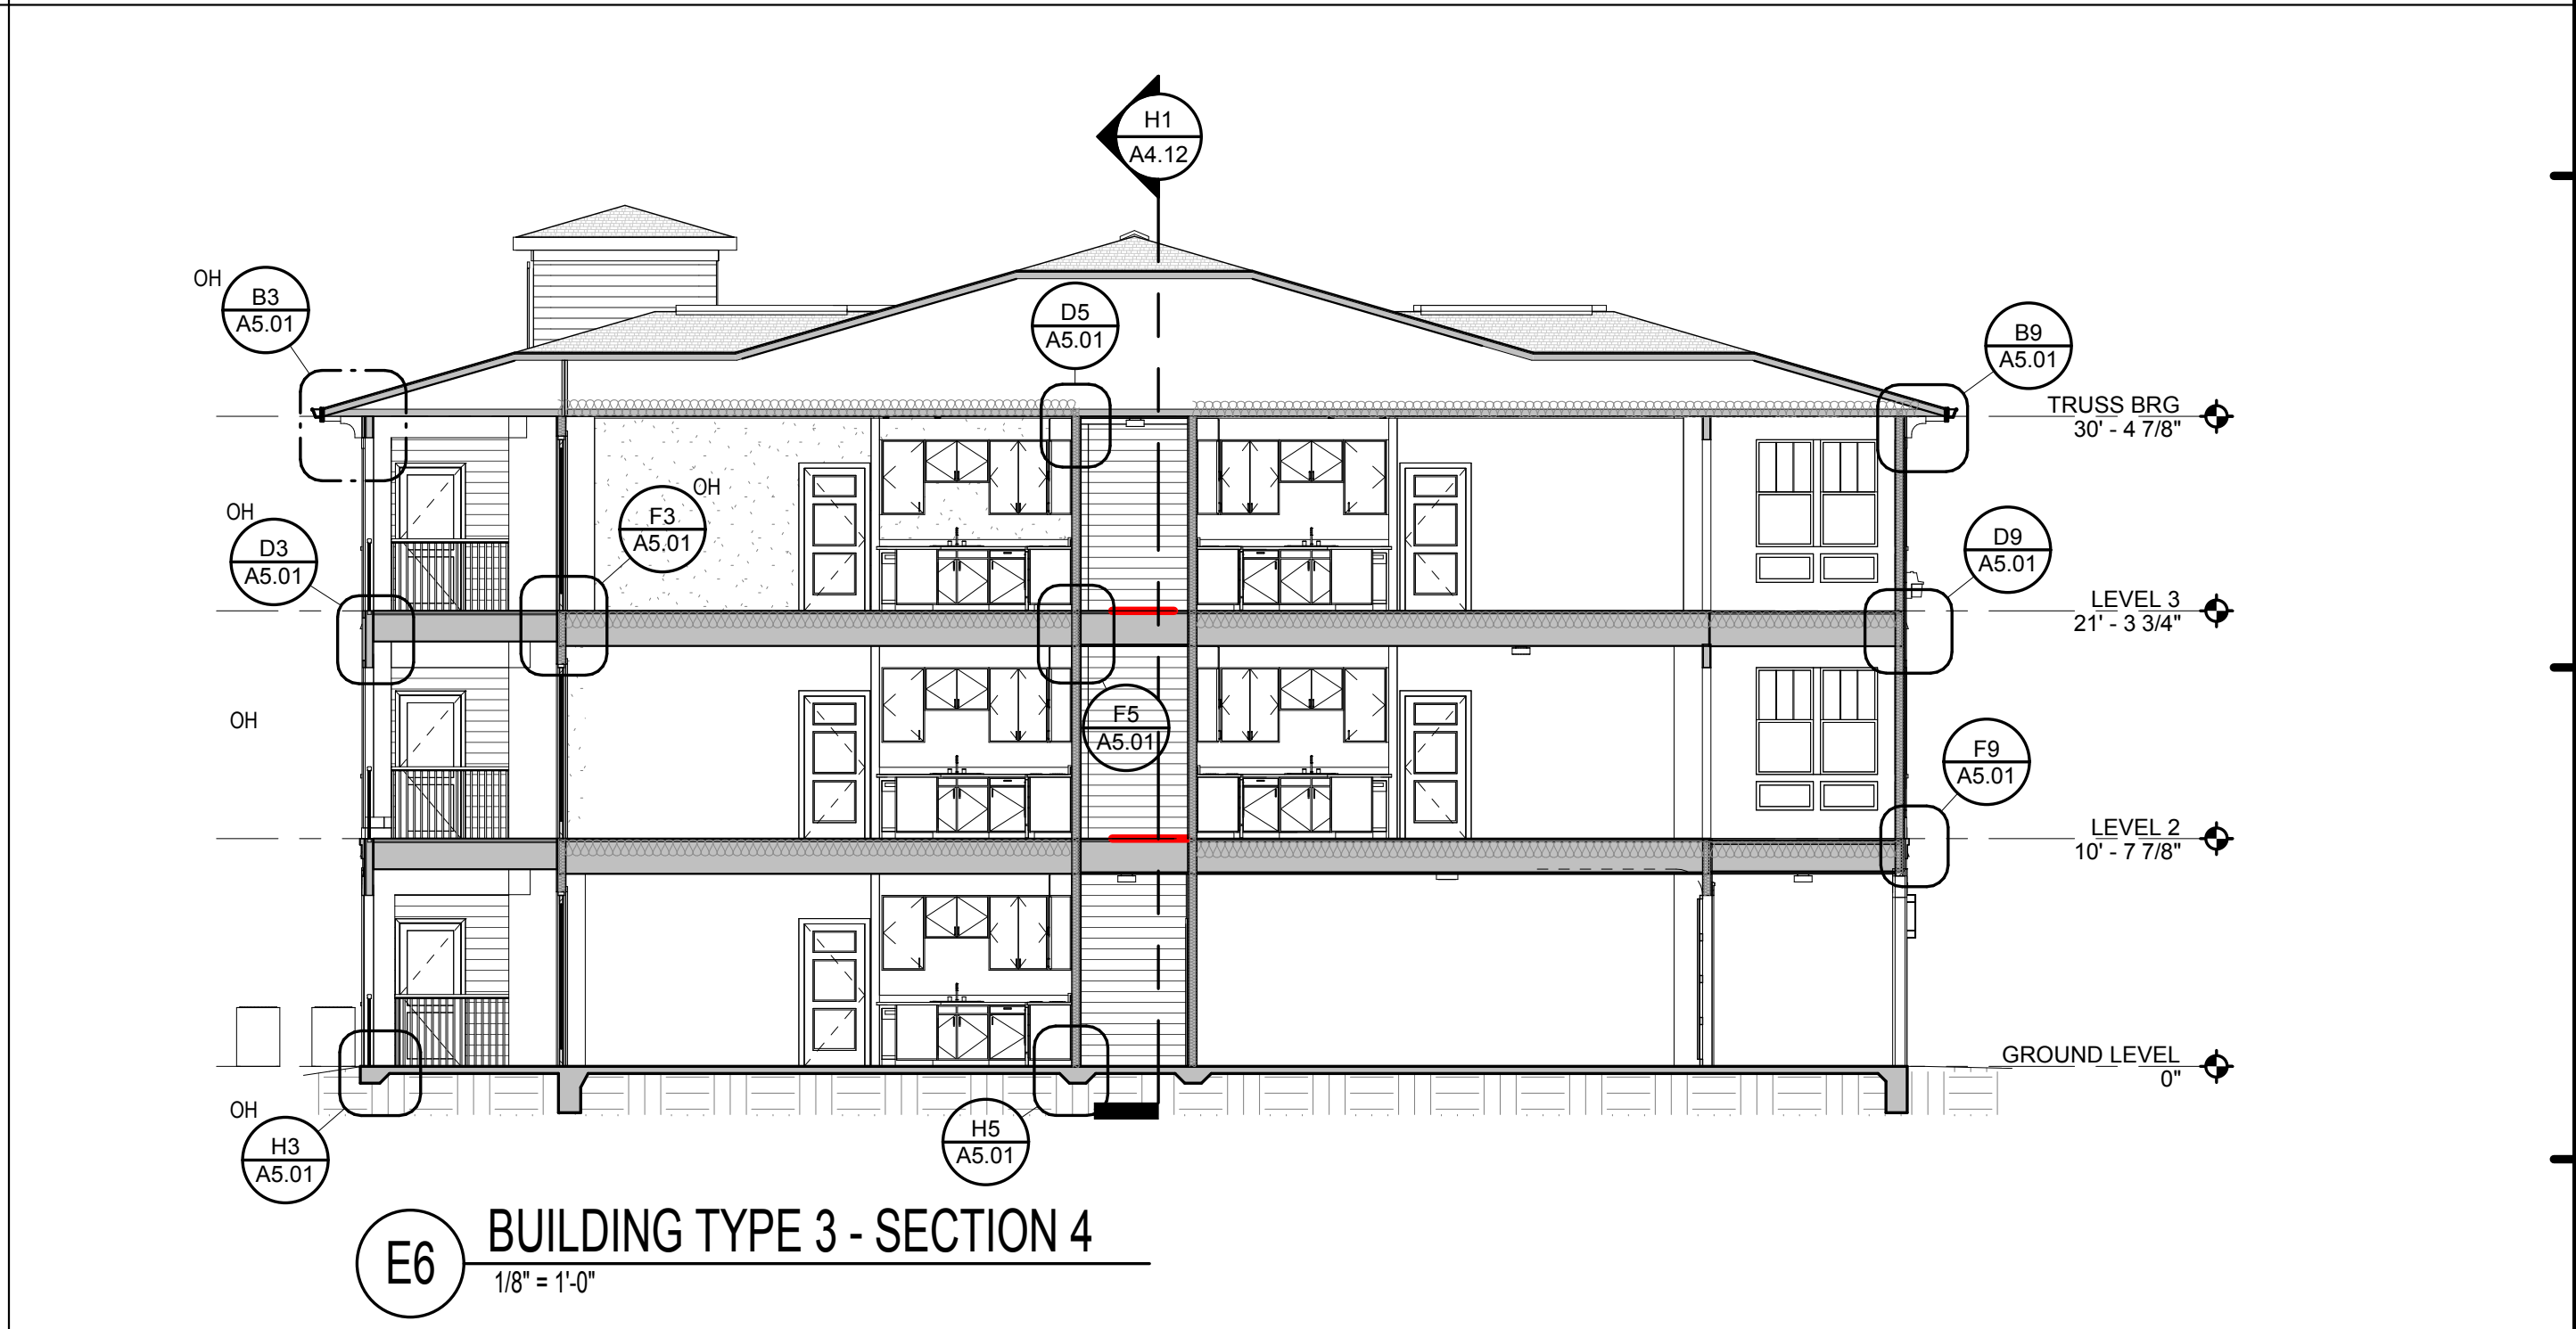 H1
A4.12
OH
B3
A5.01
D5
A5.01
B9
A5.01
TRUSS BRG
30' - 4 7/8"
OH
D3
A5.01
OH
F3
A5.01
D9
A5.01
LEVEL 3
21' - 3 3/4"
OH
F5
A5.01
F9
A5.01
LEVEL 2
10' - 7 7/8"
GROUND LEVEL
0"
OH
H3
A5.01
H5
A5.01
E6
BUILDING TYPE 3 - SECTION 4
1/8" = 1'-0"